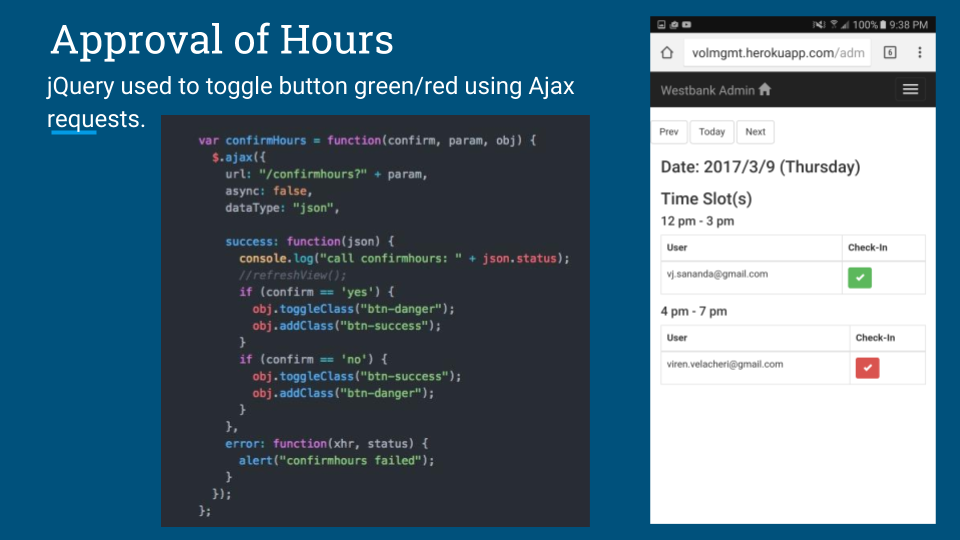 Approval of Hours
jQuery used to toggle button green/red using Ajax
requests.
var confirmHours = function(confirm, param, obj) {
$.ajax({
url: "/confirmhours?" + param,
async: false,
dataType: "json",
success: function(json) {
console.log("call confirmhours: " + json.status);
//refreshView();
if (confirm == 'yes') {
obj.toggleClass("btn-danger");
obj.addClass("btn-success");
}
if (confirm == 'no') {
obj.toggleClass("btn-success");
obj.addClass("btn-danger");
}
},
error: function(xhr, status) {
alert("confirmhours failed");
}
});
};
100% 9:38 PM
volmgmt.herokuapp.com/adm 6
Westbank Admin
Prev Today Next
Date: 2017/3/9 (Thursday)
Time Slot(s)
12 pm - 3 pm
User Check-In
vj.sananda@gmail.com
4 pm - 7 pm
User Check-In
viren.velacheri@gmail.com